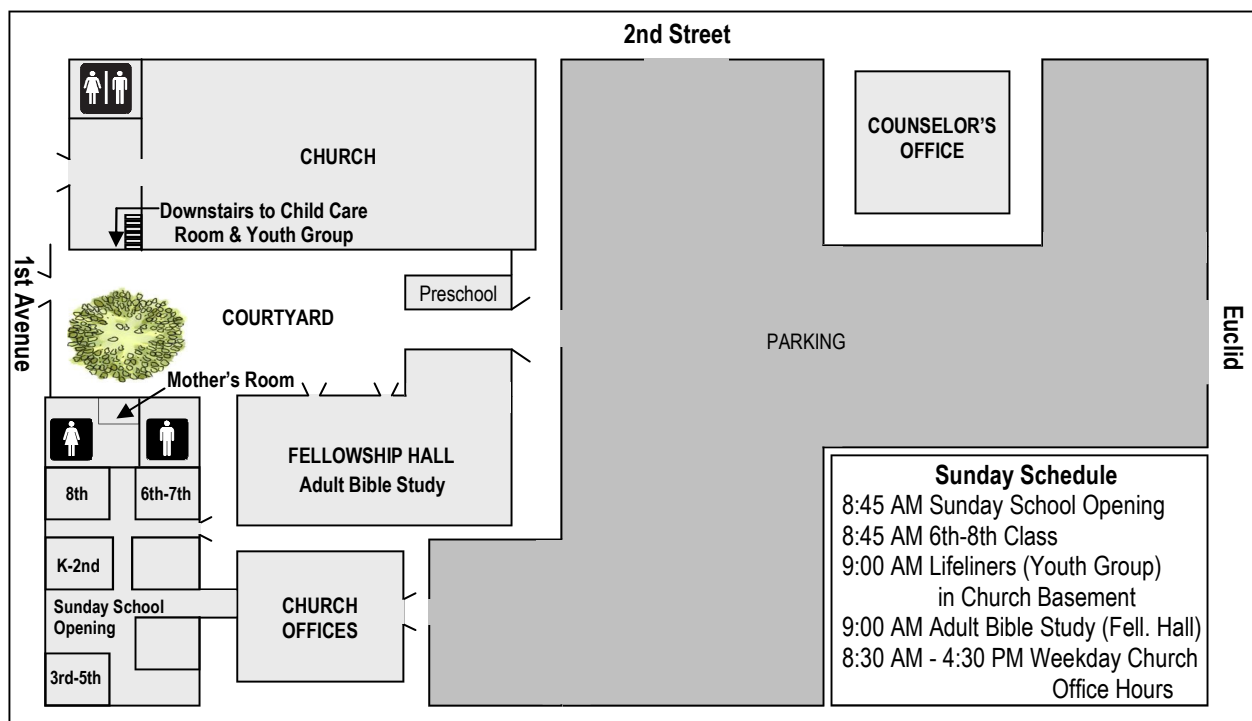 2nd Street
COUNSELOR'S
OFFICE
CHURCH
Downstairs to Child Care
Room & Youth Group
1st Avenue
Preschool
COURTYARD
PARKING
Euclid
Mother's Room
FELLOWSHIP HALL
Adult Bible Study
8th
6th-7th
K-2nd
Sunday School
Opening
3rd-5th
CHURCH
OFFICES
Sunday Schedule
8:45 AM Sunday School Opening
8:45 AM 6th-8th Class
9:00 AM Lifeliners (Youth Group)
in Church Basement
9:00 AM Adult Bible Study (Fell. Hall)
8:30 AM - 4:30 PM Weekday Church
Office Hours